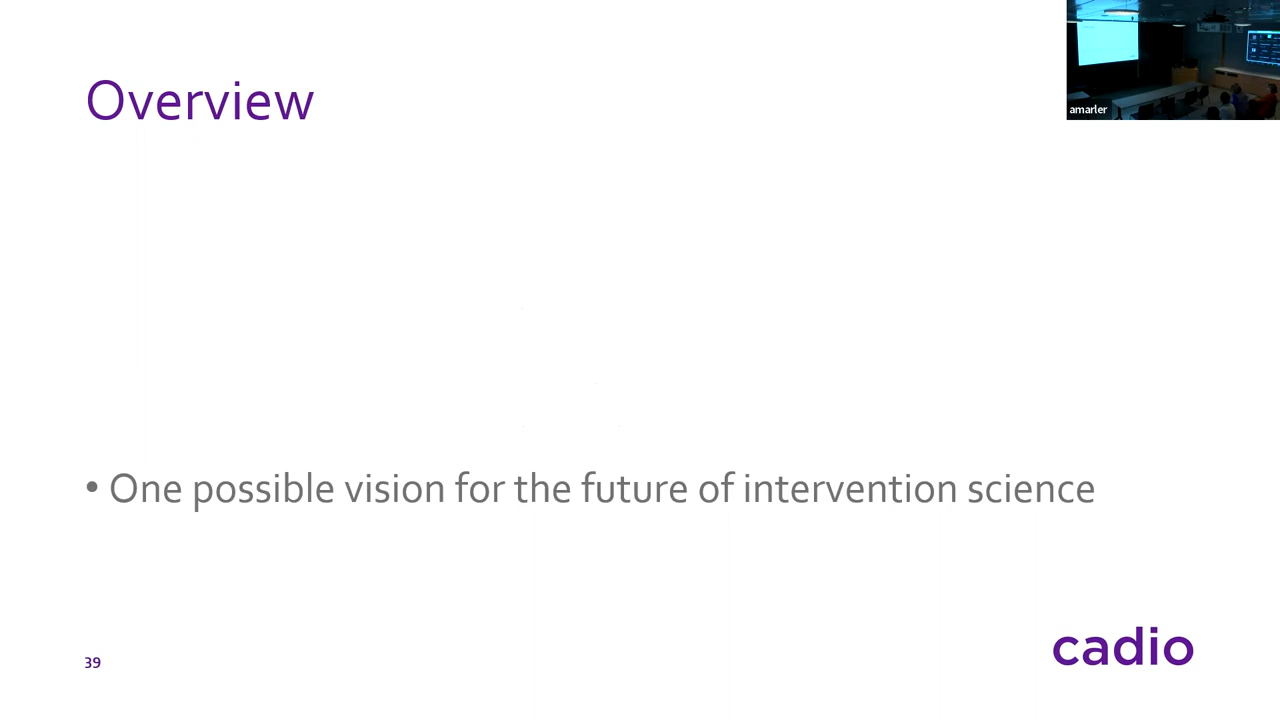 Overview
amarler
• One possible vision for the future of intervention science
39
cadio